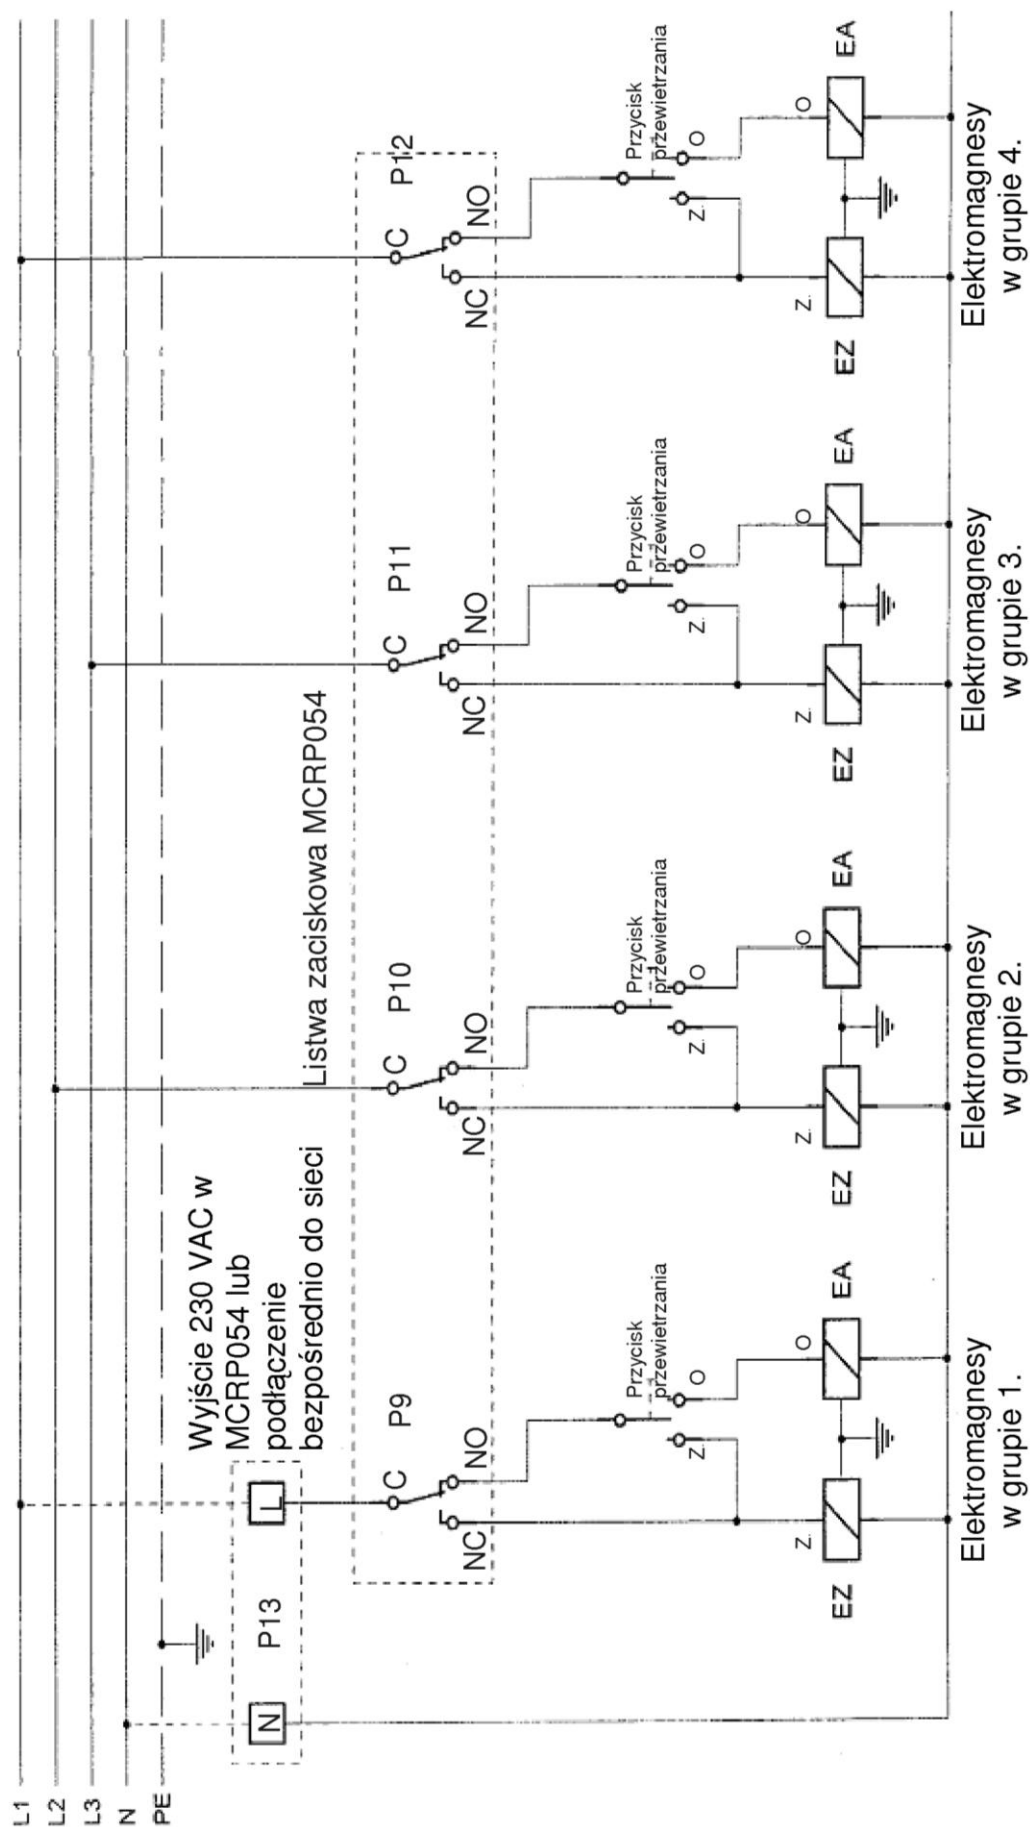 L1
L2
L3
N
PE
Wyjście 230 VAC w
MCRP054 lub
podłączenie
bezpośrednio do sieci
Listwa zaciskowa MCRP054
N
P13
L
P9
C
NC
NO
P10
C
NC
NO
P11
C
NC
NO
P12
C
NC
NO
Przycisk
przewietrzania
Z.
O
Przycisk
przewietrzania
Z.
O
Przycisk
przewietrzania
Z.
O
Przycisk
przewietrzania
Z.
O
Z.
O
EZ
EA
Z.
O
EZ
EA
Z.
O
EZ
EA
Z.
O
EZ
EA
Elektromagnesy
w grupie 1.
Elektromagnesy
w grupie 2.
Elektromagnesy
w grupie 3.
Elektromagnesy
w grupie 4.